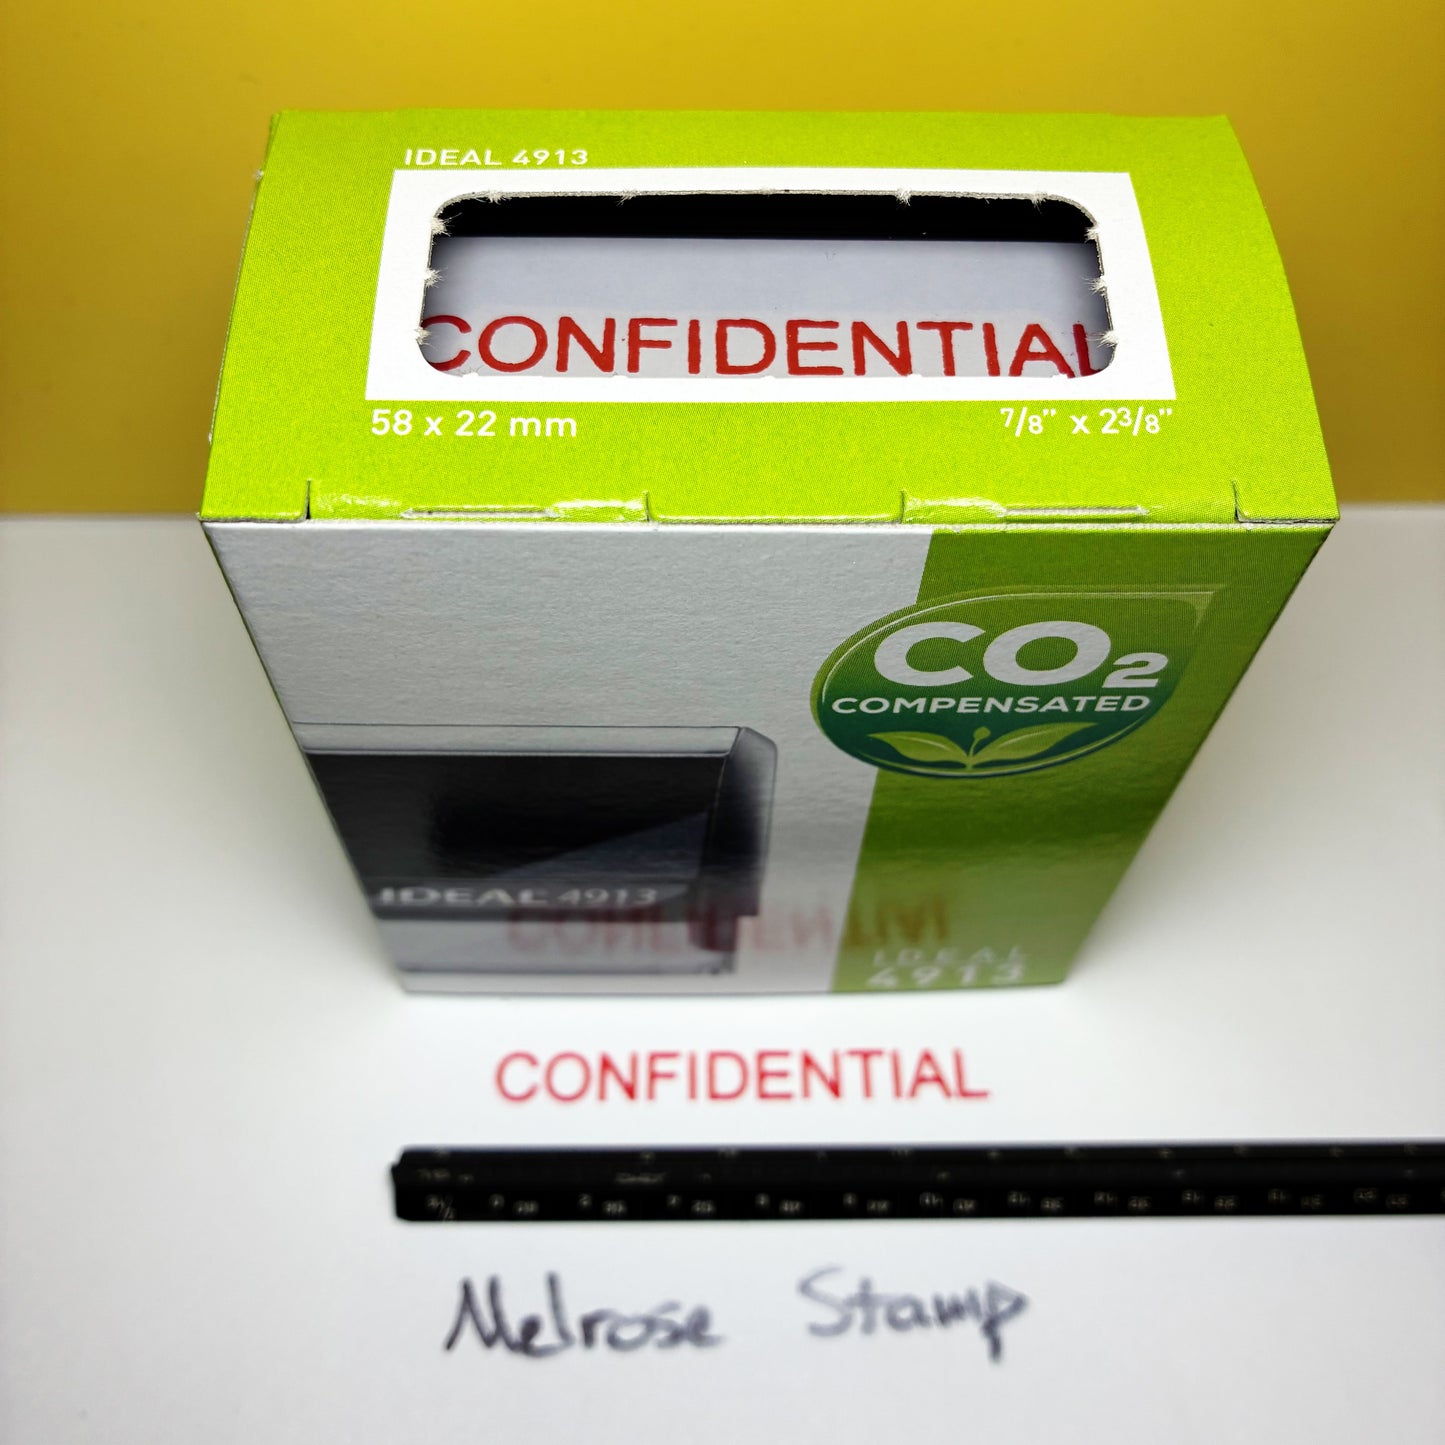 IDEAL 4913
CONFIDENTIAL
58 x 22 mm
7/8" x 2 3/8"
CO2
COMPENSATED
IDEAL 4913
IDEAL
4913
CONFIDENTIAL
Melrose Stamp